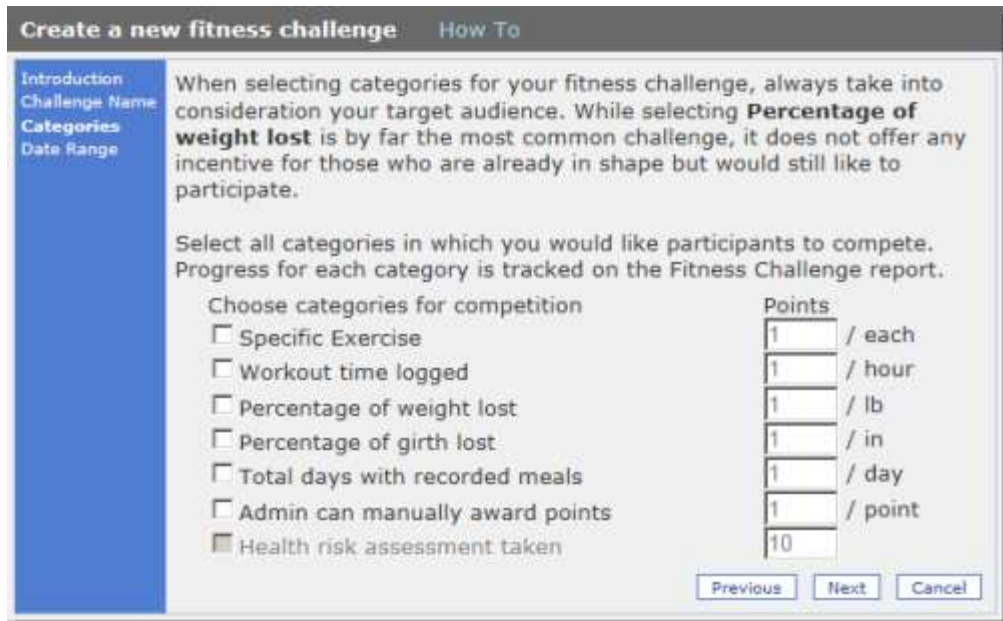 Create a new fitness challenge How To
Introduction
Challenge Name
Categories
Date Range
When selecting categories for your fitness challenge, always take into
consideration your target audience. While selecting Percentage of
weight lost is by far the most common challenge, it does not offer any
incentive for those who are already in shape but would still like to
participate.
Select all categories in which you would like participants to compete.
Progress for each category is tracked on the Fitness Challenge report.
Choose categories for competition Points
Specific Exercise 1 / each
Workout time logged 1 / hour
Percentage of weight lost 1 / lb
Percentage of girth lost 1 / in
Total days with recorded meals 1 / day
Admin can manually award points 1 / point
Health risk assessment taken 10
Previous Next Cancel